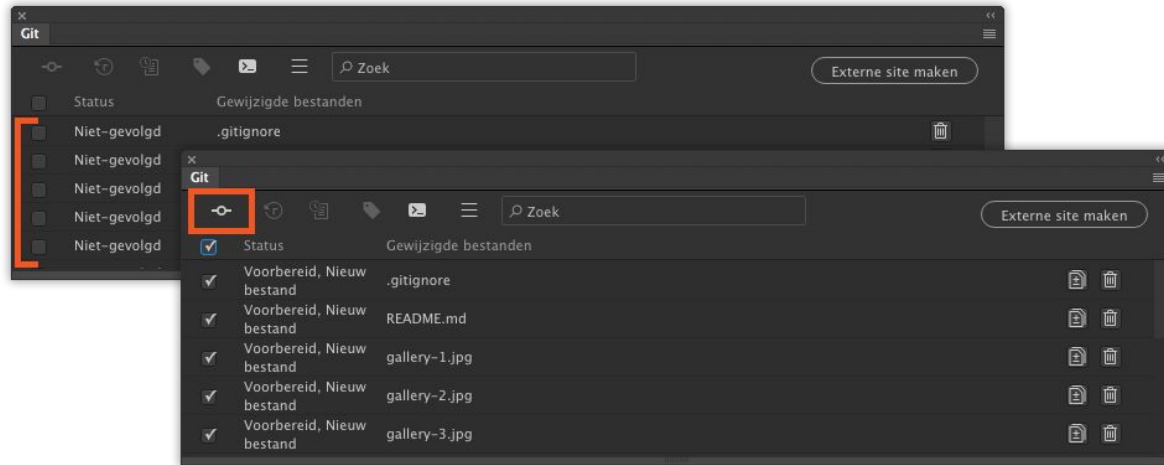 Git
Zoek
Externe site maken
Status Gewijzigde bestanden
Niet-gevolgd .gitignore
Niet-gevolgd
Niet-gevolgd
Niet-gevolgd
Niet-gevolgd
Git
Zoek
Externe site maken
Status Gewijzigde bestanden
Voorbereid, Nieuw
bestand
.gitignore
Voorbereid, Nieuw
bestand
README.md
Voorbereid, Nieuw
bestand
gallery-1.jpg
Voorbereid, Nieuw
bestand
gallery-2.jpg
Voorbereid, Nieuw
bestand
gallery-3.jpg